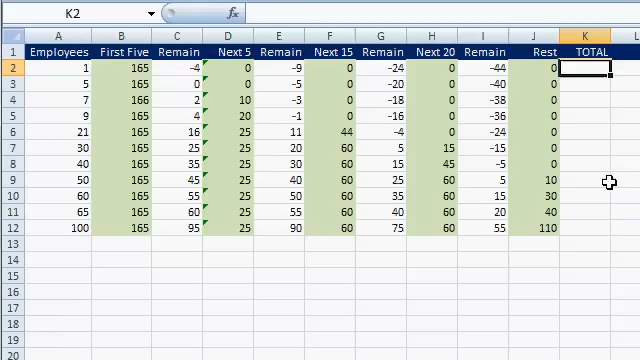 K2 fx
A B C D E F G H I J K L
1 Employees First Five Remain Next 5 Remain Next 15 Remain Next 20 Remain Rest TOTAL
2 1 165 -4 0 -9 0 -24 0 -44 0
3 5 165 0 0 -5 0 -20 0 -40 0
4 7 166 2 10 -3 0 -18 0 -38 0
5 9 165 4 20 -1 0 -16 0 -36 0
6 21 165 16 25 11 44 -4 0 -24 0
7 30 165 25 25 20 60 5 15 -15 0
8 40 165 35 25 30 60 15 45 -5 0
9 50 165 45 25 40 60 25 60 5 10
10 60 165 55 25 50 60 35 60 15 30
11 65 165 60 25 55 60 40 60 20 40
12 100 165 95 25 90 60 75 60 55 110
13
14
15
16
17
18
19
20